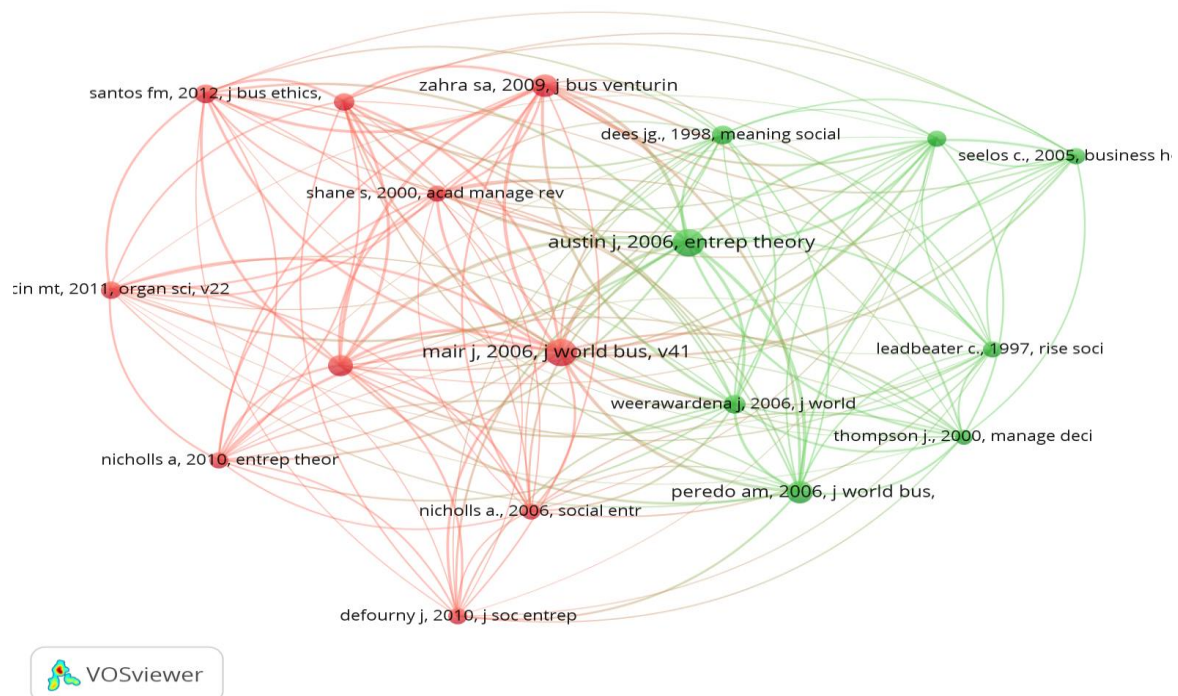 zahra sa, 2009, j bus venturin
santos fm, 2012, j bus ethics,
dees jg., 1998, meaning social
seelos c., 2005, business h
shane s, 2000, acad manage rev
austin j, 2006, entrep theory
cin mt, 2011, organ sci, v22
mair j, 2006, j world bus, v41
leadbeater c., 1997, rise soci
weerawardena j, 2006, j world
thompson j., 2000, manage deci
nicholls a, 2010, entrep theor
peredo am, 2006, j world bus,
nicholls a., 2006, social entr
defourny j, 2010, j soc entrep
VOSviewer